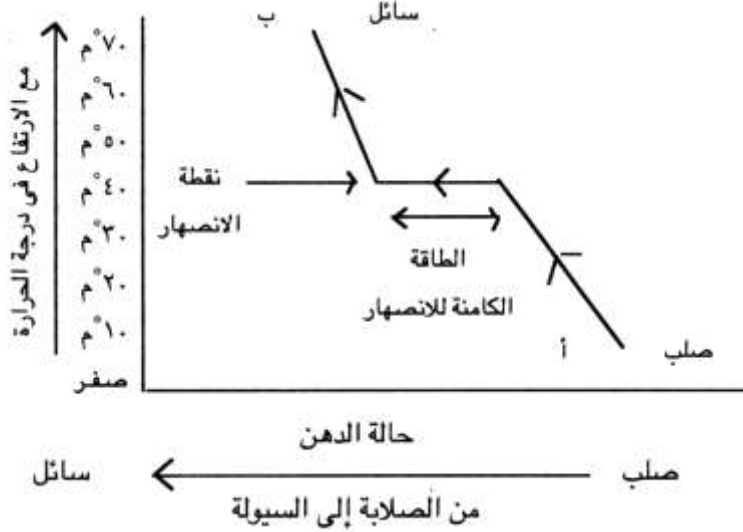 سائل
ب
مع الارتفاع فى درجة الحرارة
٧٠°م
٦٠°م
٥٠°م
٤٠°م
٣٠°م
٢٠°م
١٠°م
صفر
نقطة
الانصهار
الطاقة
الكامنة للانصهار
أ
صلب
حالة الدهن
صلب
سائل
من الصلابة إلى السيولة